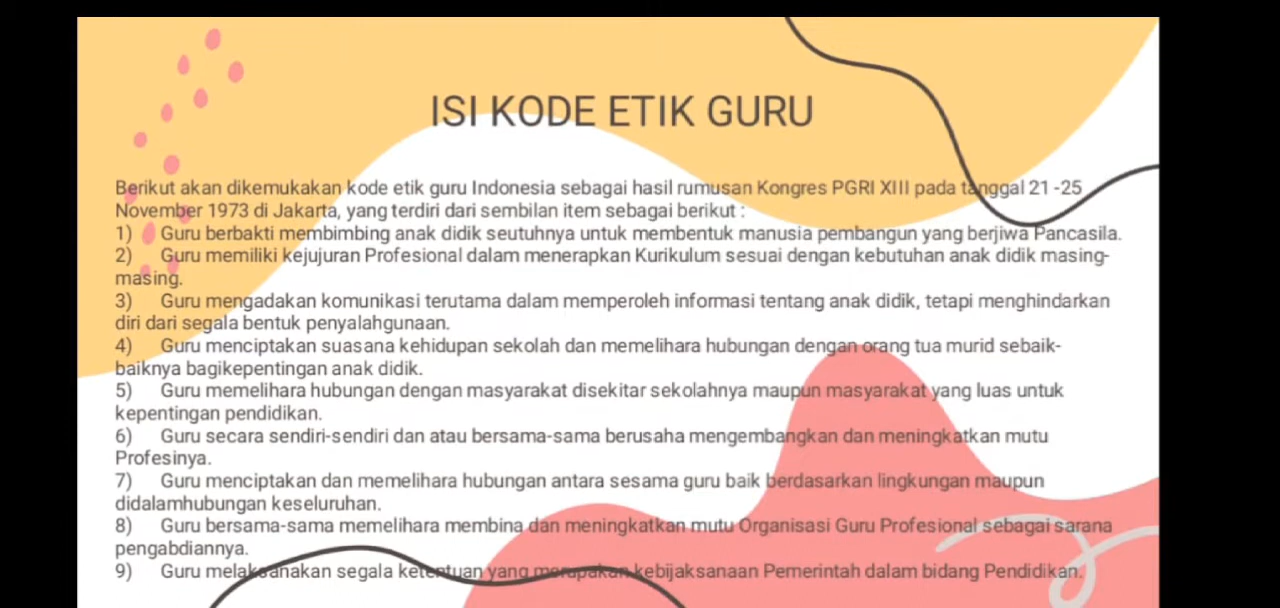 ISI KODE ETIK GURU
Berikut akan dikemukakan kode etik guru Indonesia sebagai hasil rumusan Kongres PGRI XIII pada tanggal 21 -25
November 1973 di Jakarta, yang terdiri dari sembilan item sebagai berikut :
1) Guru berbakti membimbing anak didik seutuhnya untuk membentuk manusia pembangun yang berjiwa Pancasila.
2) Guru memiliki kejujuran Profesional dalam menerapkan Kurikulum sesuai dengan kebutuhan anak didik masing-
masing.
3) Guru mengadakan komunikasi terutama dalam memperoleh informasi tentang anak didik, tetapi menghindarkan
diri dari segala bentuk penyalahgunaan.
4) Guru menciptakan suasana kehidupan sekolah dan memelihara hubungan dengan orang tua murid sebaik-
baiknya bagikepentingan anak didik.
5) Guru memelihara hubungan dengan masyarakat disekitar sekolahnya maupun masyarakat yang luas untuk
kepentingan pendidikan.
6) Guru secara sendiri-sendiri dan atau bersama-sama berusaha mengembangkan dan meningkatkan mutu
Profesinya.
7) Guru menciptakan dan memelihara hubungan antara sesama guru baik berdasarkan lingkungan maupun
didalamhubungan keseluruhan.
8) Guru bersama-sama memelihara membina dan meningkatkan mutu Organisasi Guru Profesional sebagai sarana
pengabdiannya.
9) Guru melaksanakan segala ketentuan yang merupakan kebijaksanaan Pemerintah dalam bidang Pendidikan.